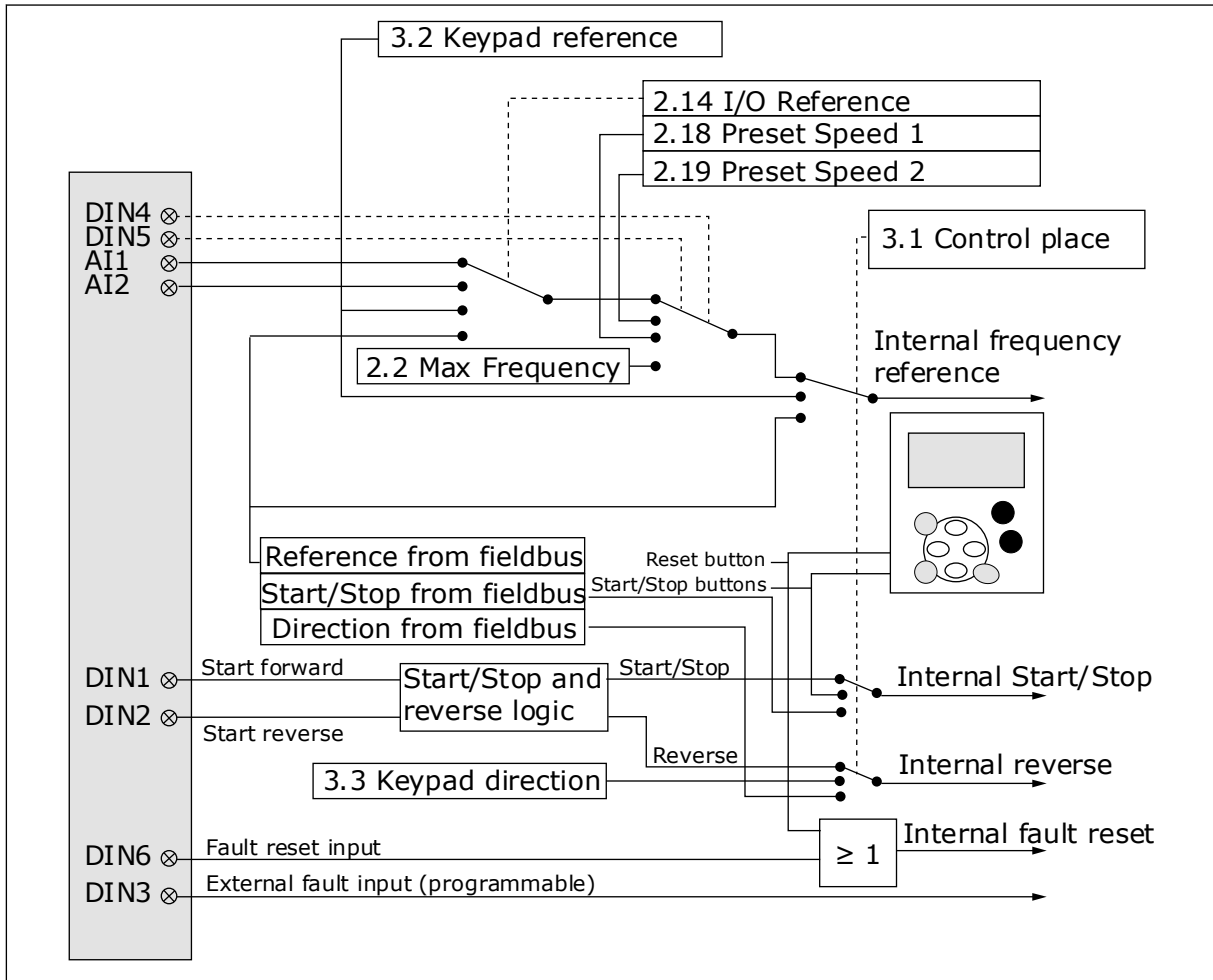 3.2 Keypad reference
2.14 I/O Reference
2.18 Preset Speed 1
2.19 Preset Speed 2
DIN4
DIN5
AI1
AI2
3.1 Control place
2.2 Max Frequency
Internal frequency
reference
Reference from fieldbus
Start/Stop from fieldbus
Direction from fieldbus
Reset button
Start/Stop buttons
DIN1
Start forward
DIN2
Start reverse
Start/Stop and
reverse logic
Start/Stop
Internal Start/Stop
Reverse
3.3 Keypad direction
Internal reverse
DIN6
Fault reset input
≥ 1
Internal fault reset
DIN3
External fault input (programmable)